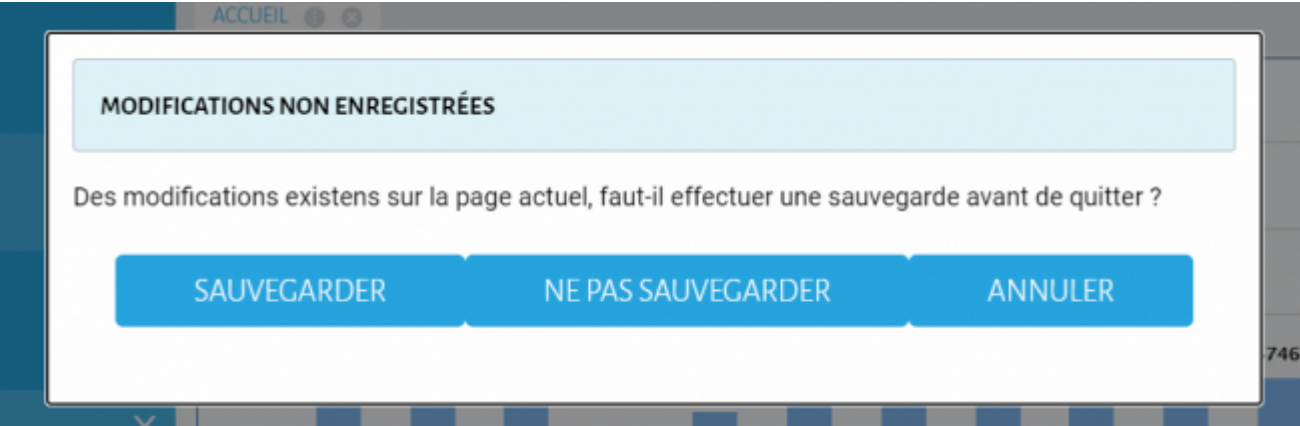 ACCUEIL
MODIFICATIONS NON ENREGISTRÉES
Des modifications existens sur la page actuel, faut-il effectuer une sauvegarde avant de quitter ?
SAUVEGARDER NE PAS SAUVEGARDER ANNULER
746